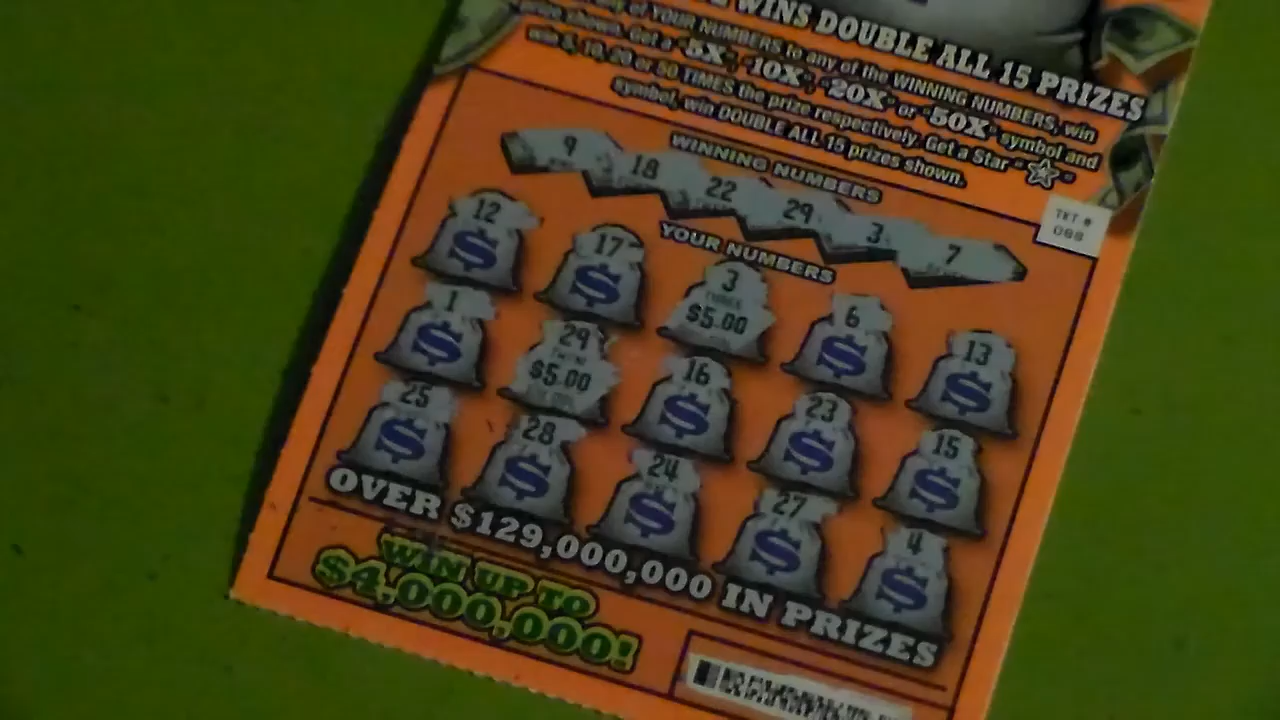 WINS DOUBLE ALL 15 PRIZES
of YOUR NUMBERS to any of the WINNING NUMBERS, win
prize shown. Get a "5X", "10X", "20X" or "50X" symbol and
win 5, 10, 20 or 50 TIMES the prize respectively. Get a Star "☆"
symbol, win DOUBLE ALL 15 prizes shown.
WINNING NUMBERS
9 18 22 29 3 7
TKT #
088
YOUR NUMBERS
12 17 3 6 13
THREE
$5.00
1 29 16 23 15
$5.00
25 28 24 27 4
OVER $129,000,000 IN PRIZES
WIN UP TO
$4,000,000!